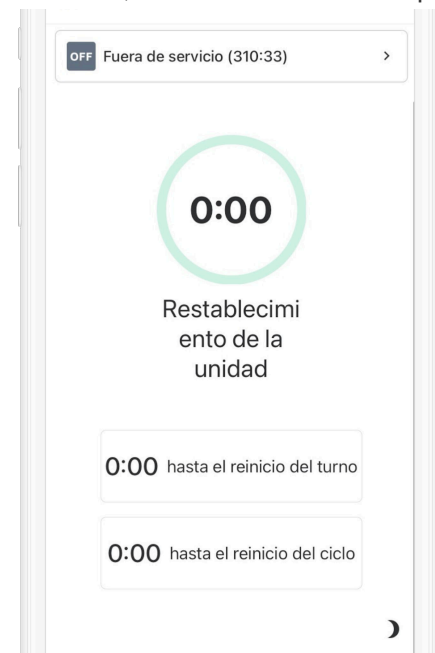 OFF Fuera de servicio (310:33)
0:00
Restablecimi
ento de la
unidad
0:00 hasta el reinicio del turno
0:00 hasta el reinicio del ciclo